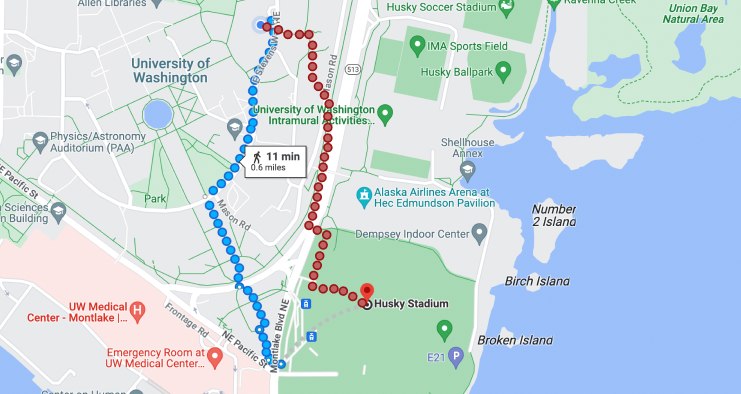 Allen Libraries
Husky Soccer Stadium
Ravenna Creek
Union Bay
Natural Area
RE
E Stevens W
IMA Sports Field
Husky Ballpark
University of
Washington
513
Mason Rd
University of Washington
Intramural Activities...
Physics/Astronomy
Auditorium (PAA)
11 min
0.6 miles
Shellhouse
Annex
NE Pacific St
Park
Mason Rd
Alaska Airlines Arena at
Hec Edmundson Pavilion
Sciences
n Building
Number
2 Island
Dempsey Indoor Center
Birch Island
UW Medical
Center - Montlake |...
Frontage Rd
Montlake Blvd NE
Husky Stadium
NE Pacific St
Broken Island
Emergency Room at
UW Medical Center...
E21
P
Center on Human